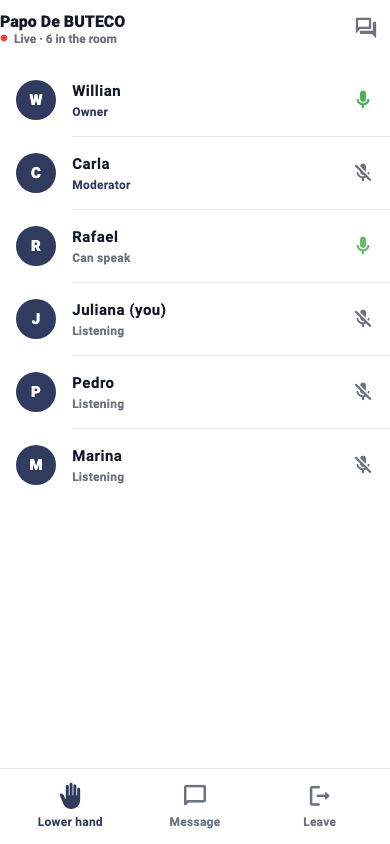 Papo De BUTECO
Live · 6 in the room
W
Willian
Owner
C
Carla
Moderator
R
Rafael
Can speak
J
Juliana (you)
Listening
P
Pedro
Listening
M
Marina
Listening
Lower hand
Message
Leave